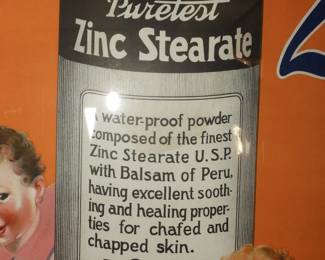 Puretest
Zinc Stearate
A water-proof powder
composed of the finest
Zinc Stearate U.S.P.
with Balsam of Peru,
having excellent sooth-
ing and healing proper-
ties for chafed and
chapped skin.